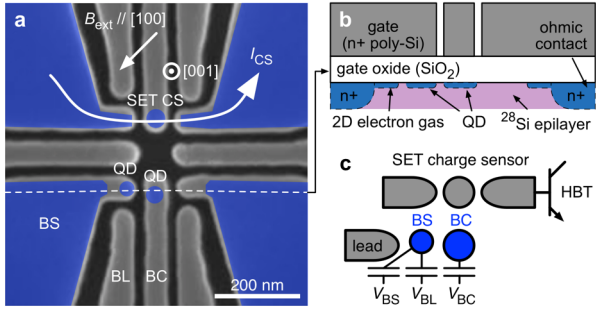 a
B_ext // [100]
[001]
I_CS
SET CS
QD
QD
BS
BL
BC
200 nm
b
gate
(n+ poly-Si)
ohmic
contact
gate oxide (SiO₂)
n+
n+
2D electron gas
QD
²⁸Si epilayer
c
SET charge sensor
HBT
BS
BC
lead
V_BS
V_BL
V_BC